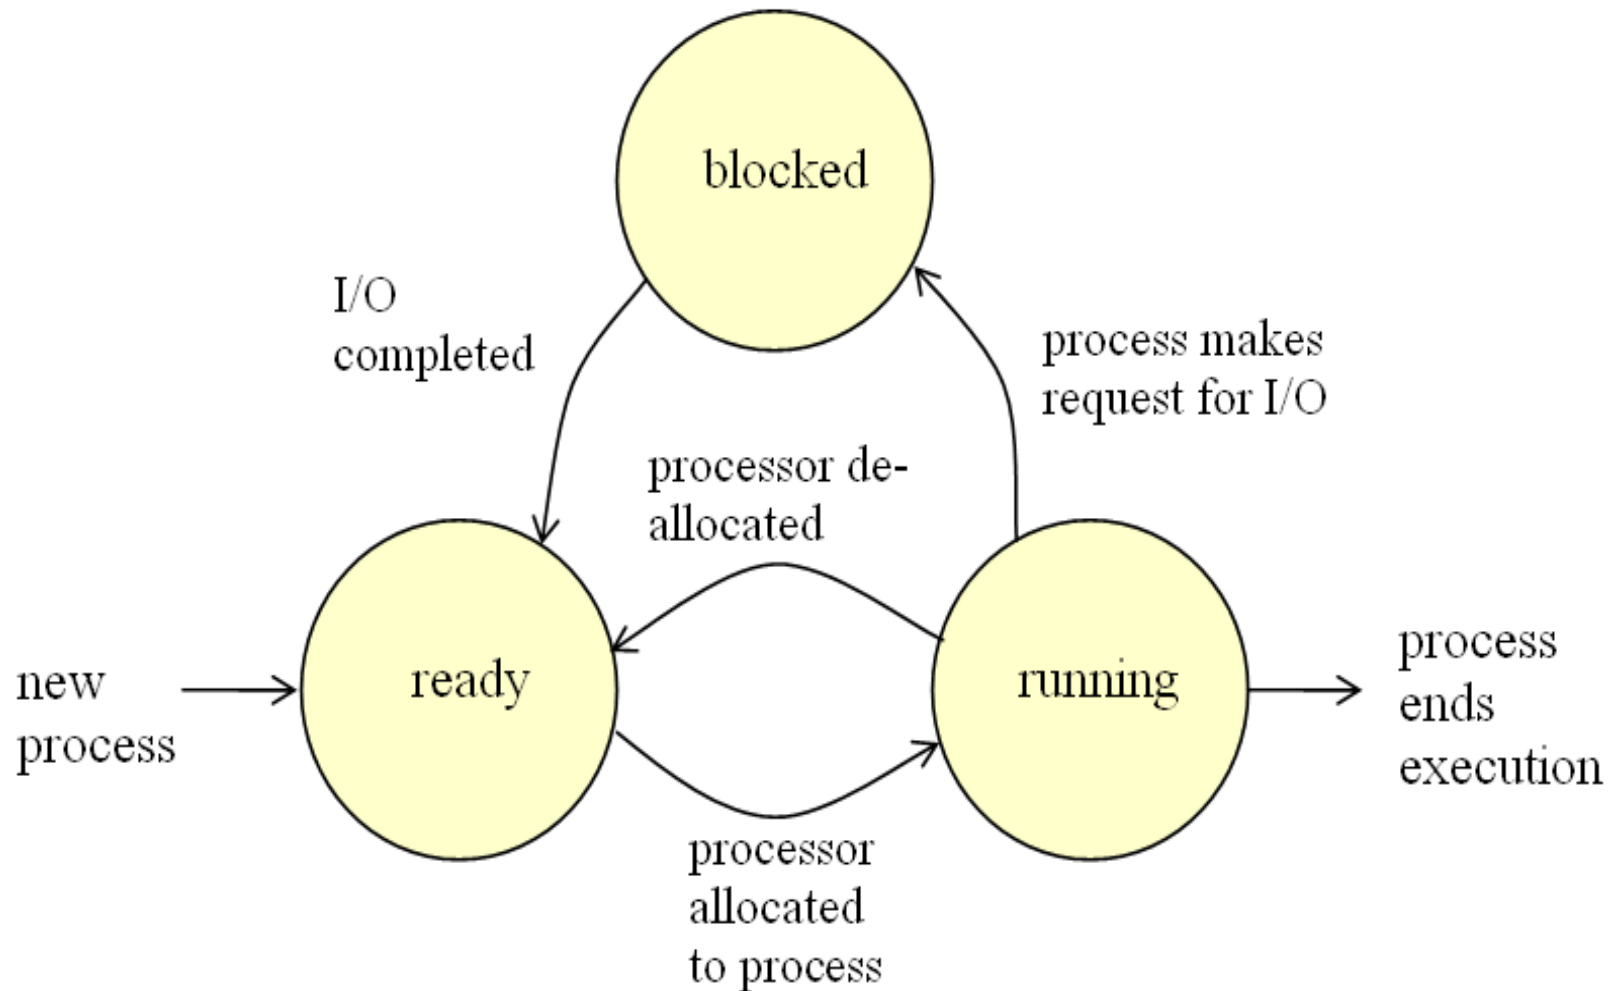 blocked
I/O
completed
process makes
request for I/O
processor de-
allocated
new
process
ready
running
process
ends
execution
processor
allocated
to process